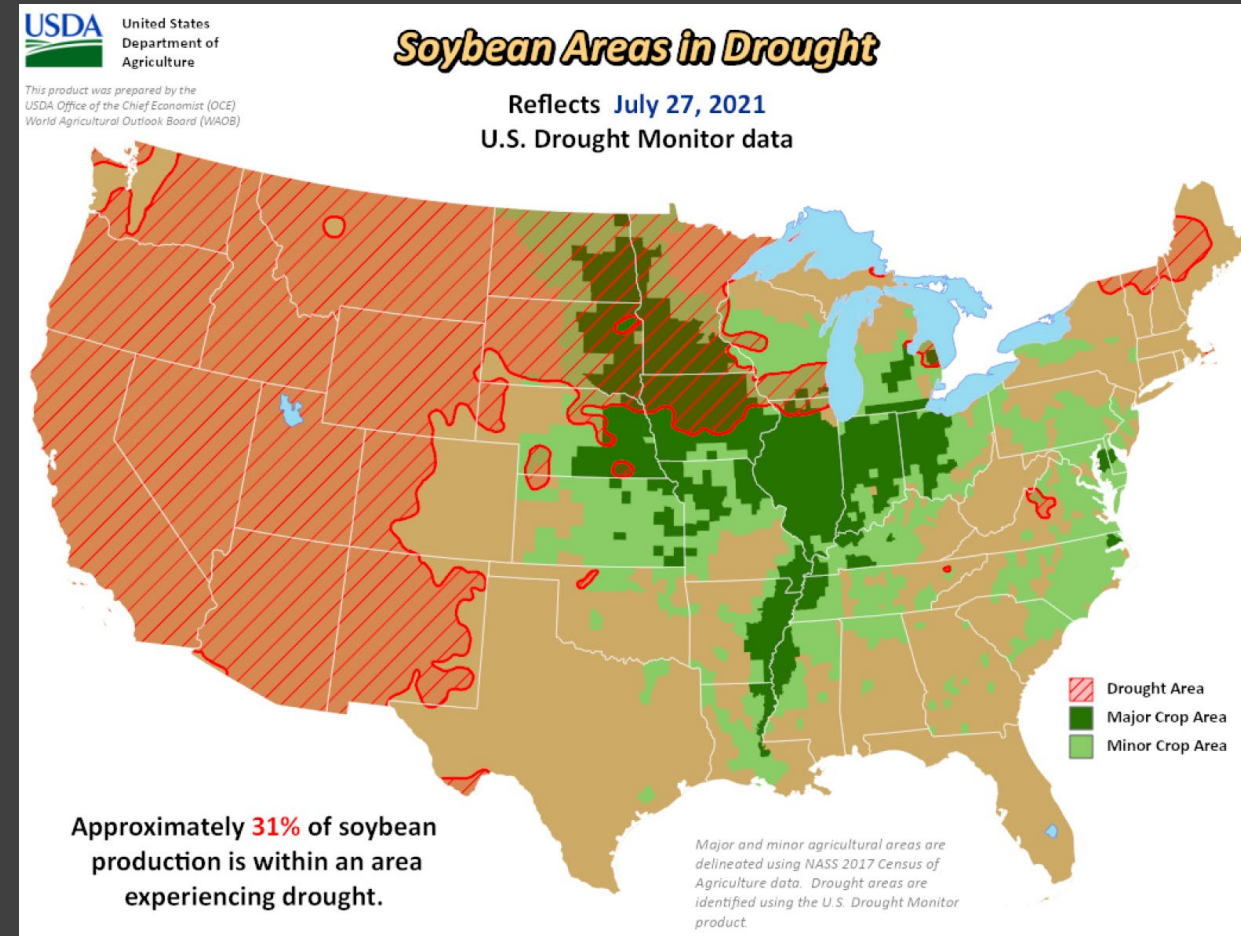 USDA
United States
Department of
Agriculture
This product was prepared by the
USDA Office of the Chief Economist (OCE)
World Agricultural Outlook Board (WAOB)
Soybean Areas in Drought
Reflects July 27, 2021
U.S. Drought Monitor data
Drought Area
Major Crop Area
Minor Crop Area
Approximately 31% of soybean
production is within an area
experiencing drought.
Major and minor agricultural areas are
delineated using NASS 2017 Census of
Agriculture data. Drought areas are
identified using the U.S. Drought Monitor
product.